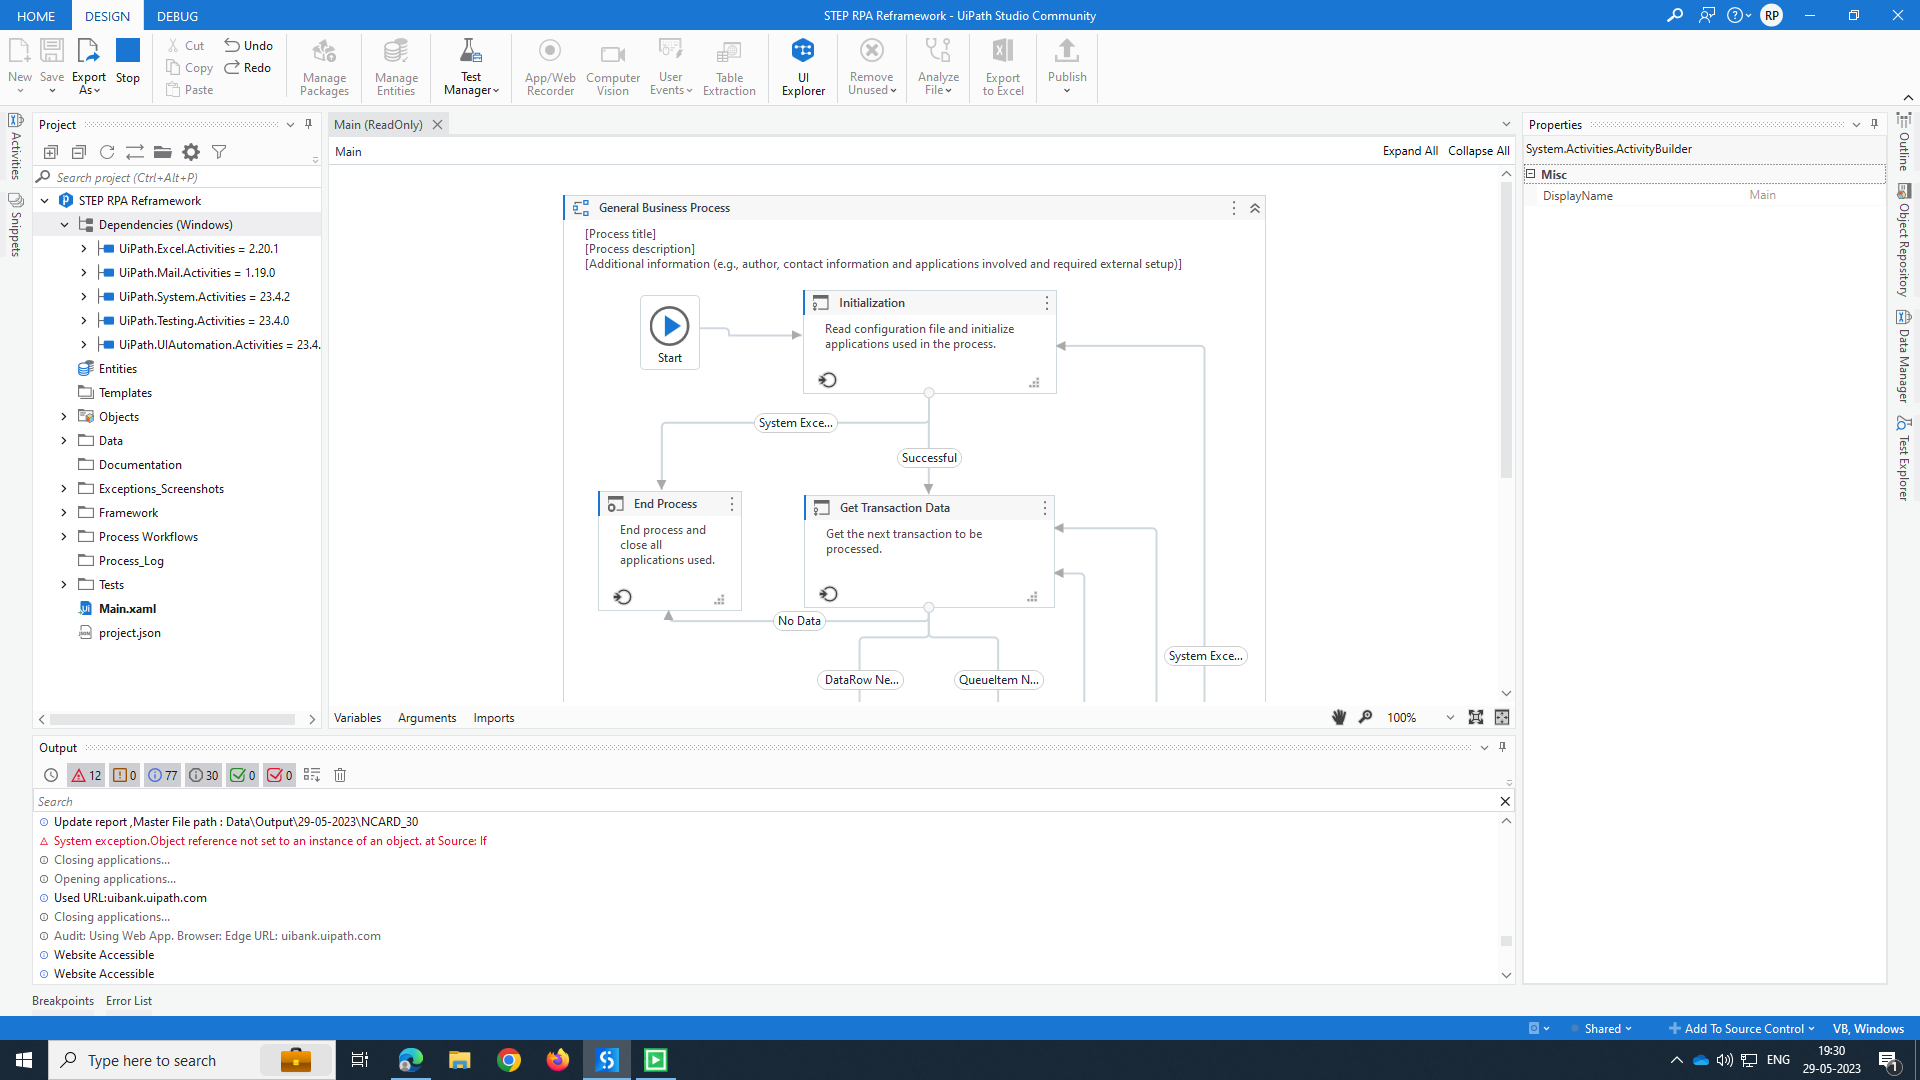 HOME
DESIGN
DEBUG
STEP RPA Reframework - UiPath Studio Community
RP
New
Save
Export As
Stop
Cut
Copy
Paste
Undo
Redo
Manage Packages
Manage Entities
Test Manager
App/Web Recorder
Computer Vision
User Events
Table Extraction
UI Explorer
Remove Unused
Analyze File
Export to Excel
Publish
Activities
Snippets
Project
Search project (Ctrl+Alt+P)
STEP RPA Reframework
Dependencies (Windows)
UiPath.Excel.Activities = 2.20.1
UiPath.Mail.Activities = 1.19.0
UiPath.System.Activities = 23.4.2
UiPath.Testing.Activities = 23.4.0
UiPath.UIAutomation.Activities = 23.4.
Entities
Templates
Objects
Data
Documentation
Exceptions_Screenshots
Framework
Process Workflows
Process_Log
Tests
Main.xaml
project.json
Main (ReadOnly)
Main
Expand All
Collapse All
General Business Process
[Process title]
[Process description]
[Additional information (e.g., author, contact information and applications involved and required external setup)]
Start
Initialization
Read configuration file and initialize
applications used in the process.
System Exce...
Successful
End Process
End process and
close all
applications used.
Get Transaction Data
Get the next transaction to be
processed.
No Data
System Exce...
DataRow Ne...
QueueItem N...
Variables
Arguments
Imports
100%
Properties
System.Activities.ActivityBuilder
Misc
DisplayName
Main
Outline
Object Repository
Data Manager
Test Explorer
Output
12
0
77
30
0
0
Search
Update report ,Master File path : Data\Output\29-05-2023\NCARD_30
System exception.Object reference not set to an instance of an object. at Source: If
Closing applications...
Opening applications...
Used URL:uibank.uipath.com
Closing applications...
Audit: Using Web App. Browser: Edge URL: uibank.uipath.com
Website Accessible
Website Accessible
Breakpoints
Error List
Shared
Add To Source Control
VB, Windows
Type here to search
ENG
19:30
29-05-2023
1